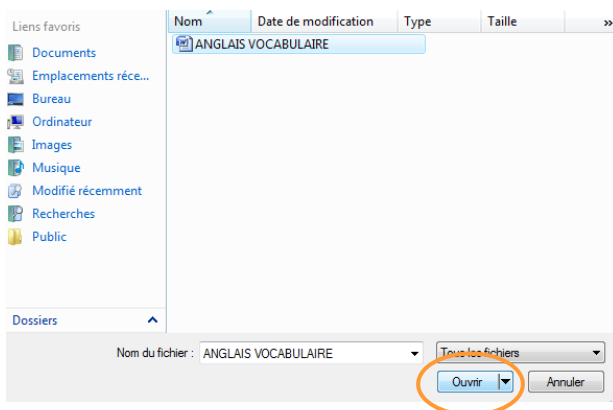 Liens favoris
Nom Date de modification Type Taille »
ANGLAIS VOCABULAIRE
Documents
Emplacements réce...
Bureau
Ordinateur
Images
Musique
Modifié récemment
Recherches
Public
Dossiers
Nom du fichier : ANGLAIS VOCABULAIRE Tous les fichiers
Ouvrir Annuler